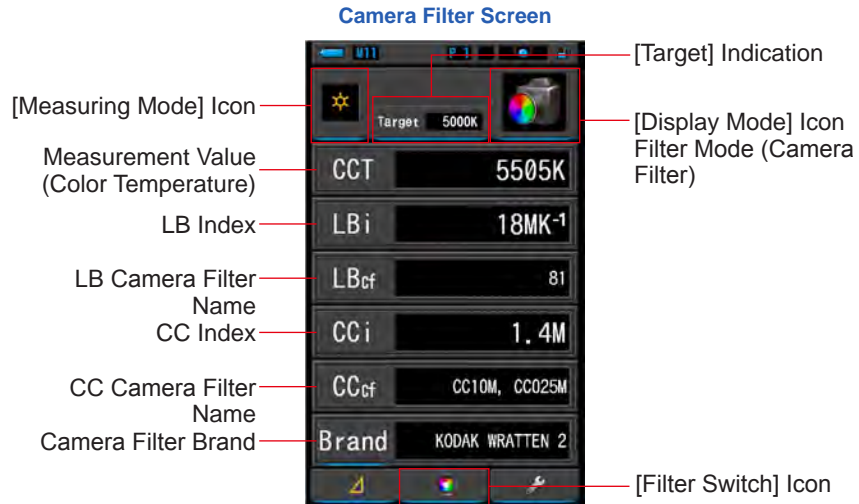 Camera Filter Screen
M11 P 1
[Target] Indication
[Measuring Mode] Icon
Target 5000K
[Display Mode] Icon
Filter Mode (Camera
Filter)
Measurement Value
(Color Temperature)
CCT 5505K
LB Index
LBi 18MK-1
LB Camera Filter
Name
LBcf 81
CC Index
CCi 1.4M
CC Camera Filter
Name
CCcf CC10M, CC025M
Camera Filter Brand
Brand KODAK WRATTEN 2
[Filter Switch] Icon